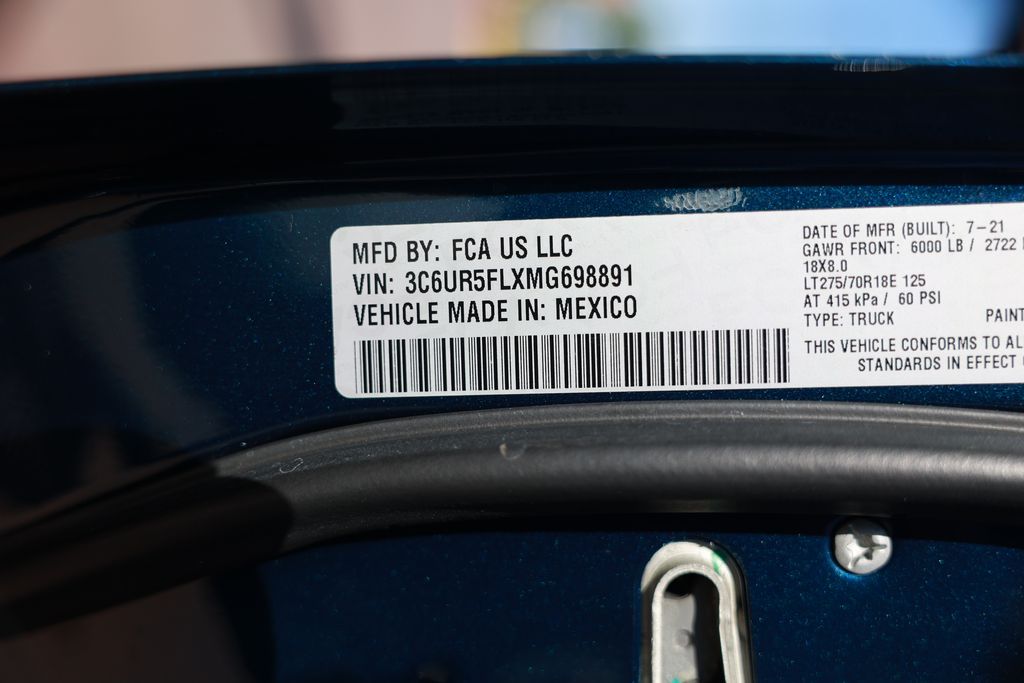 MFD BY: FCA US LLC
VIN: 3C6UR5FLXMG698891
VEHICLE MADE IN: MEXICO
DATE OF MFR (BUILT): 7-21
GAWR FRONT: 6000 LB / 2722
18X8.0
LT275/70R18E 125
AT 415 kPa / 60 PSI
TYPE: TRUCK PAINT
THIS VEHICLE CONFORMS TO AL
STANDARDS IN EFFECT